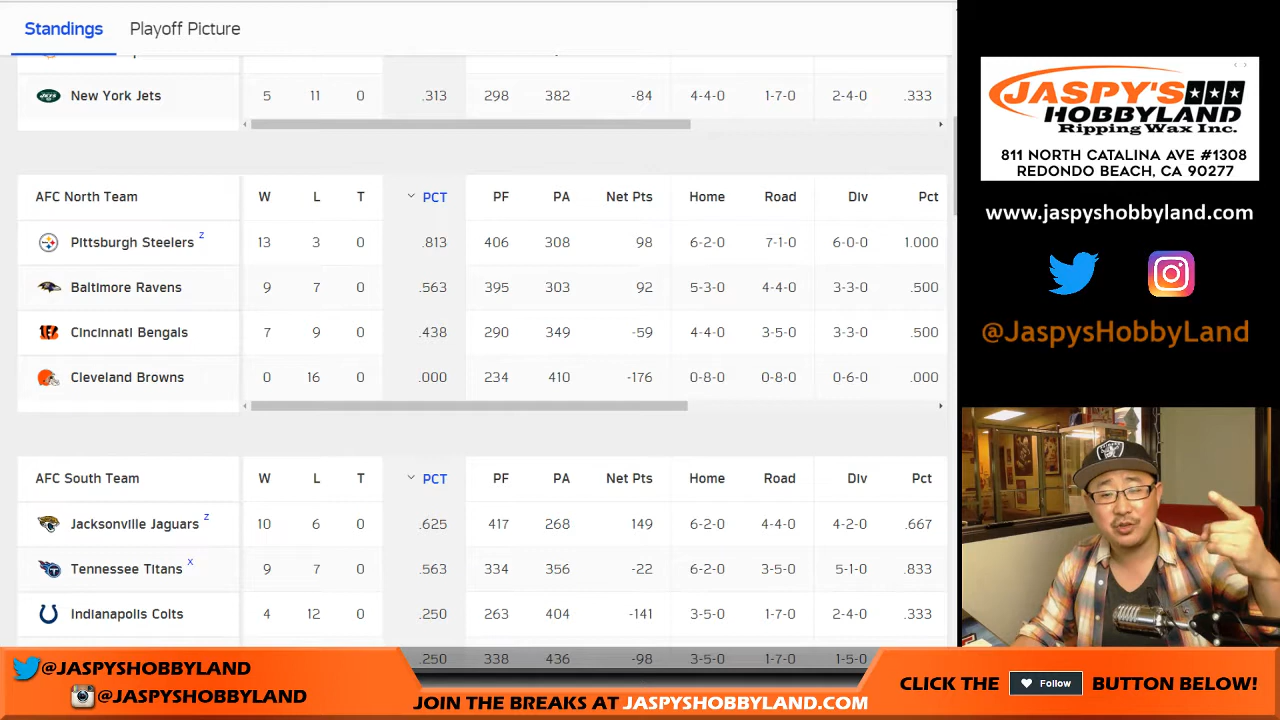 Standings Playoff Picture
New York Jets 5 11 0 .313 298 382 -84 4-4-0 1-7-0 2-4-0 .333
AFC North Team W L T PCT PF PA Net Pts Home Road Div Pct
Pittsburgh Steelers z 13 3 0 .813 406 308 98 6-2-0 7-1-0 6-0-0 1.000
Baltimore Ravens 9 7 0 .563 395 303 92 5-3-0 4-4-0 3-3-0 .500
Cincinnati Bengals 7 9 0 .438 290 349 -59 4-4-0 3-5-0 3-3-0 .500
Cleveland Browns 0 16 0 .000 234 410 -176 0-8-0 0-8-0 0-6-0 .000
AFC South Team W L T PCT PF PA Net Pts Home Road Div Pct
Jacksonville Jaguars z 10 6 0 .625 417 268 149 6-2-0 4-4-0 4-2-0 .667
Tennessee Titans x 9 7 0 .563 334 356 -22 6-2-0 3-5-0 5-1-0 .833
Indianapolis Colts 4 12 0 .250 263 404 -141 3-5-0 1-7-0 2-4-0 .333
.250 338 436 -98 3-5-0 1-7-0 1-5-0
JASPY'S
HOBBYLAND
Ripping Wax Inc.
811 NORTH CATALINA AVE #1308
REDONDO BEACH, CA 90277
www.jaspyshobbyland.com
@JaspysHobbyLand
@JASPYSHOBBYLAND
@JASPYSHOBBYLAND
JOIN THE BREAKS AT JASPYSHOBBYLAND.COM
CLICK THE Follow BUTTON BELOW!